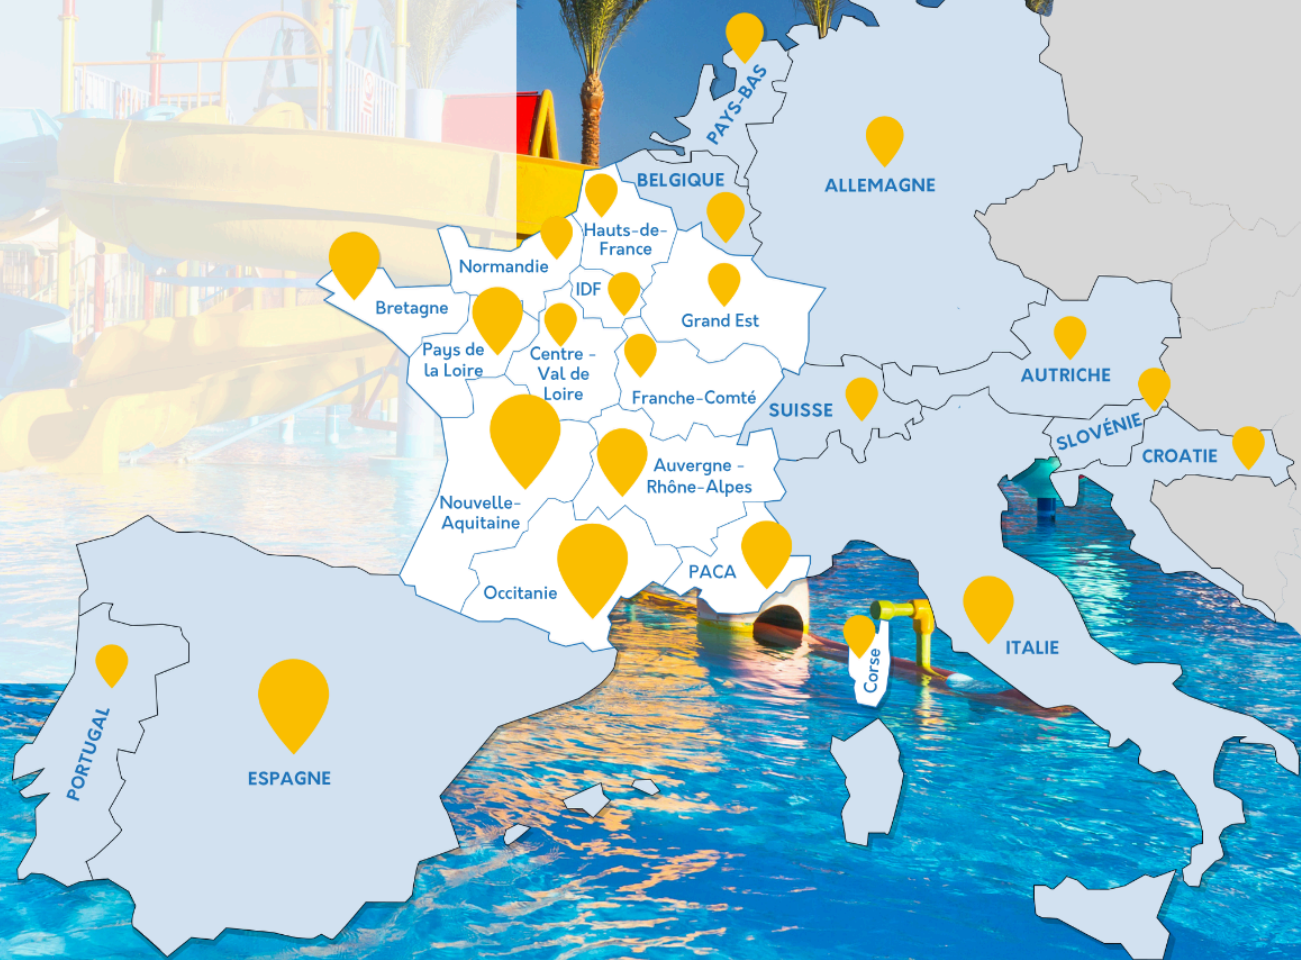 PAYS-BAS
ALLEMAGNE
BELGIQUE
Hauts-de-
France
Normandie
IDF
Bretagne
Grand Est
Pays de
la Loire
Centre -
Val de
Loire
Franche-Comté
SUISSE
AUTRICHE
SLOVÉNIE
CROATIE
Auvergne -
Rhône-Alpes
Nouvelle-
Aquitaine
Occitanie
PACA
ITALIE
Corse
PORTUGAL
ESPAGNE